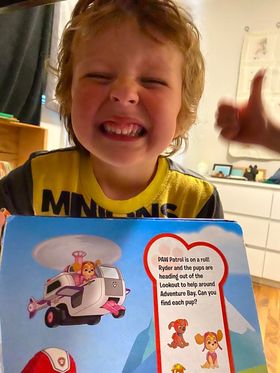 MINIONS
PAW Patrol is on a roll!
Ryder and the pups are
heading out of the
Lookout to help around
Adventure Bay. Can you
find each pup?